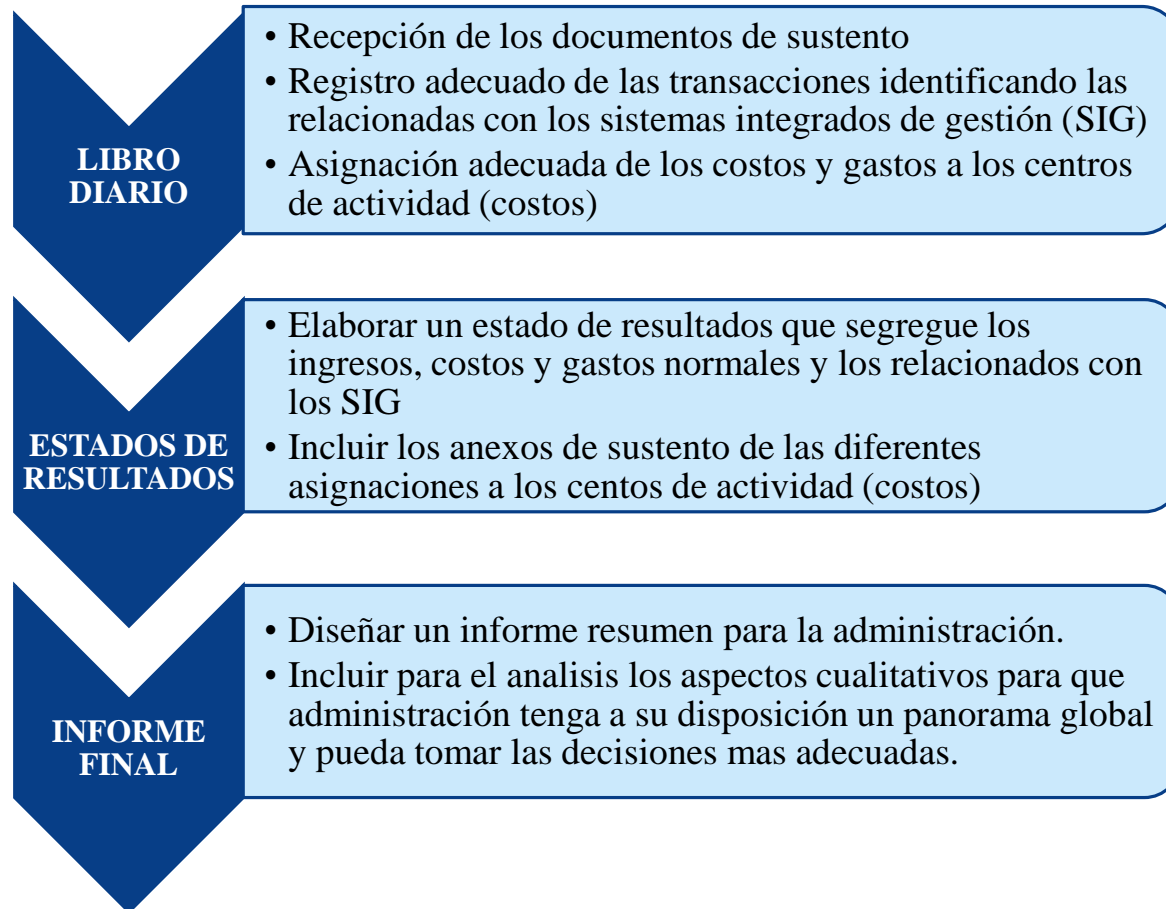 LIBRO
DIARIO
• Recepción de los documentos de sustento
• Registro adecuado de las transacciones identificando las
relacionadas con los sistemas integrados de gestión (SIG)
• Asignación adecuada de los costos y gastos a los centros
de actividad (costos)
ESTADOS DE
RESULTADOS
• Elaborar un estado de resultados que segregue los
ingresos, costos y gastos normales y los relacionados con
los SIG
• Incluir los anexos de sustento de las diferentes
asignaciones a los centos de actividad (costos)
INFORME
FINAL
• Diseñar un informe resumen para la administración.
• Incluir para el analisis los aspectos cualitativos para que
administración tenga a su disposición un panorama global
y pueda tomar las decisiones mas adecuadas.